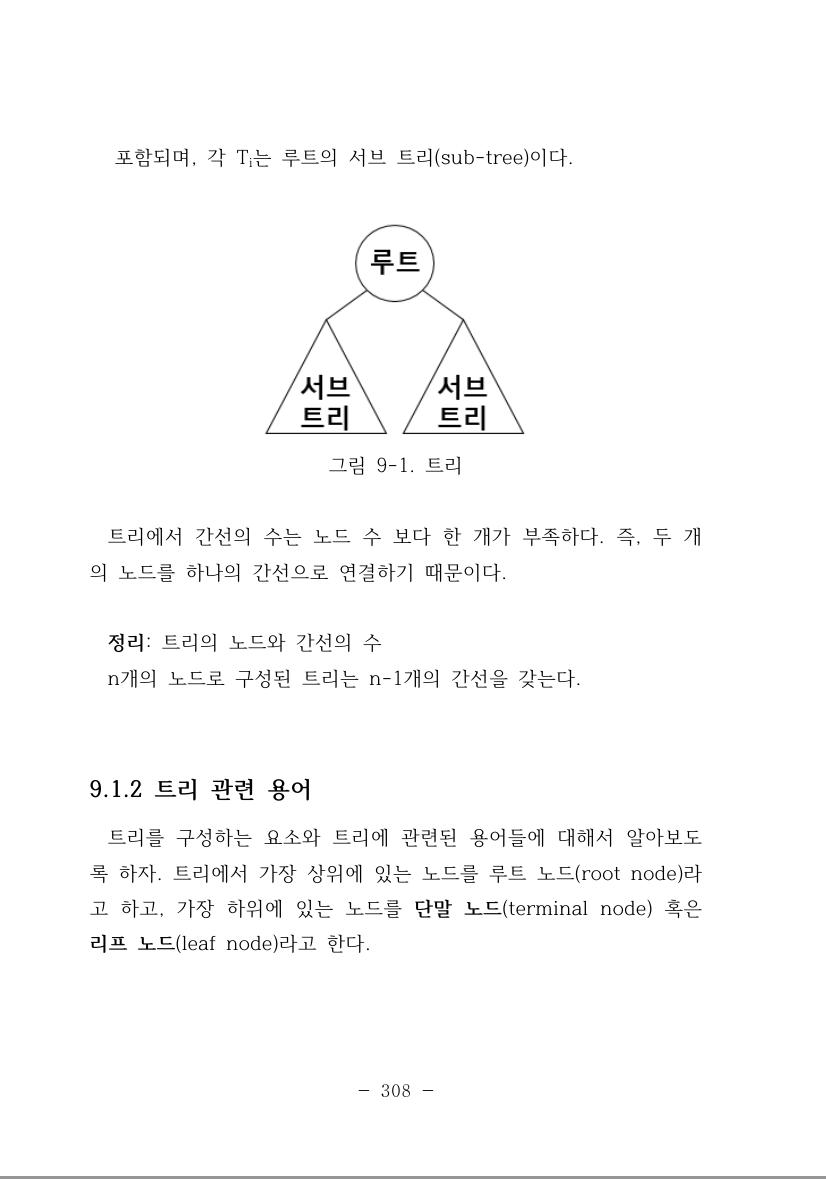 포함되며, 각 Tᵢ는 루트의 서브 트리(sub-tree)이다.
루트
서브 서브
트리 트리
그림 9-1. 트리
트리에서 간선의 수는 노드 수 보다 한 개가 부족하다. 즉, 두 개
의 노드를 하나의 간선으로 연결하기 때문이다.
정리: 트리의 노드와 간선의 수
n개의 노드로 구성된 트리는 n-1개의 간선을 갖는다.
9.1.2 트리 관련 용어
트리를 구성하는 요소와 트리에 관련된 용어들에 대해서 알아보도
록 하자. 트리에서 가장 상위에 있는 노드를 루트 노드(root node)라
고 하고, 가장 하위에 있는 노드를 단말 노드(terminal node) 혹은
리프 노드(leaf node)라고 한다.
- 308 -